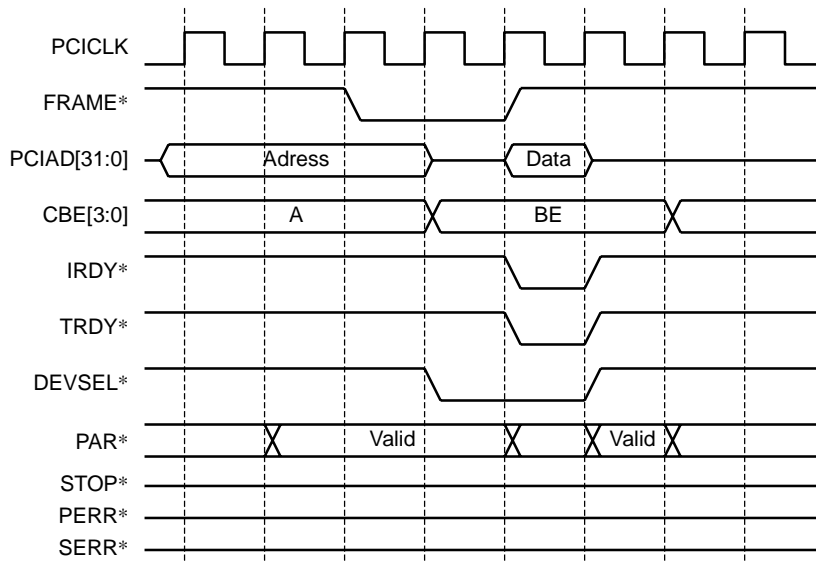 PCICLK
FRAME*
PCIAD[31:0] Adress Data
CBE[3:0] A BE
IRDY*
TRDY*
DEVSEL*
PAR* Valid Valid
STOP*
PERR*
SERR*